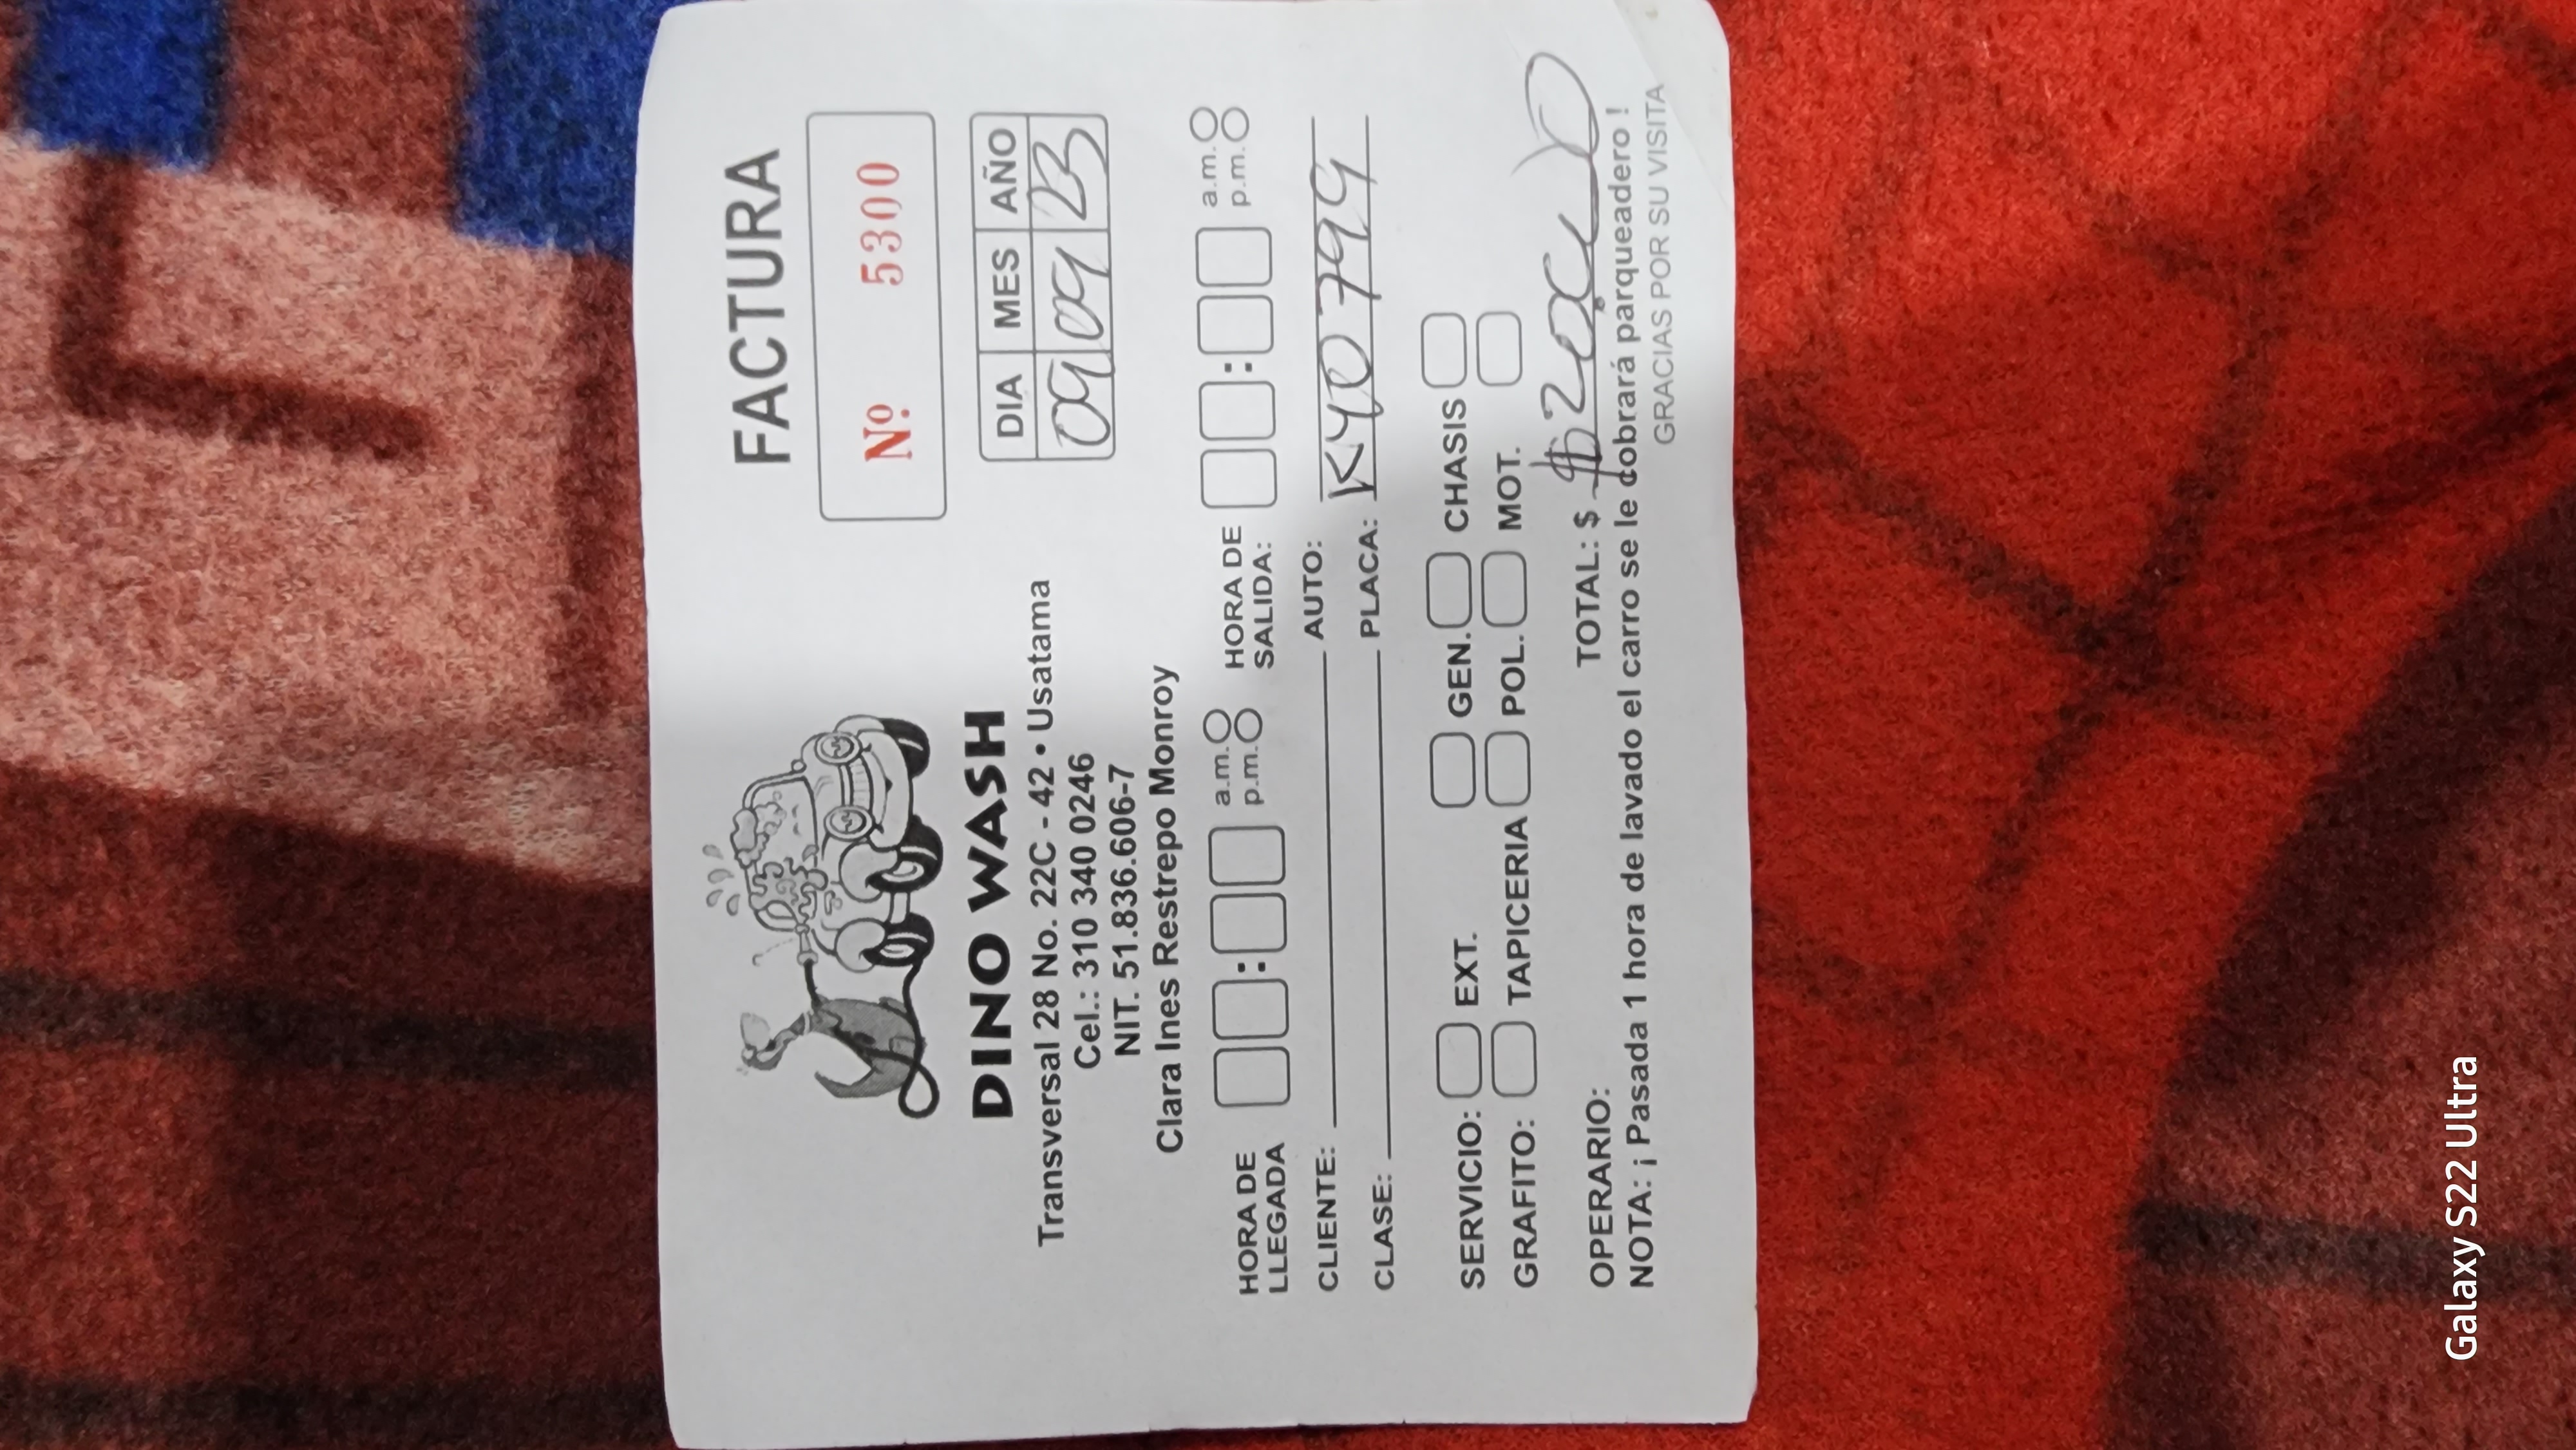 FACTURA
Nº 5300
DIA MES AÑO
09 09 23
DINO WASH
Transversal 28 No. 22C - 42 • Usatama
Cel.: 310 340 0246
NIT. 51.836.606-7
Clara Ines Restrepo Monroy
HORA DE LLEGADA : a.m. p.m. HORA DE SALIDA: : a.m. p.m.
CLIENTE: AUTO:
CLASE: PLACA: KYO 799
SERVICIO: EXT. GEN. CHASIS
GRAFITO: TAPICERIA POL. MOT.
OPERARIO: TOTAL: $
NOTA: ¡ Pasada 1 hora de lavado el carro se le cobrará parqueadero !
GRACIAS POR SU VISITA
Galaxy S22 Ultra